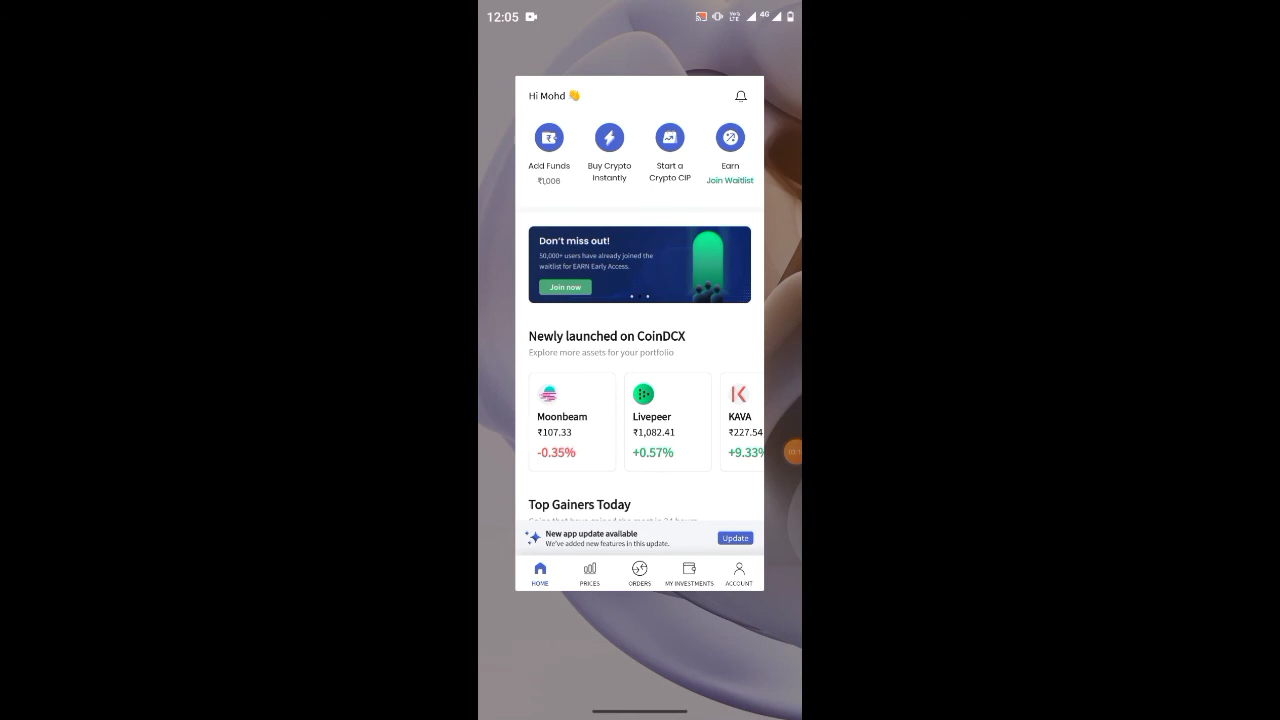 12:05
Vo%
LTE
4G
Hi Mohd 👋
Add Funds
₹1,006
Buy Crypto
Instantly
Start a
Crypto CIP
Earn
Join Waitlist
Don't miss out!
50,000+ users have already joined the
waitlist for EARN Early Access.
Join now
Newly launched on CoinDCX
Explore more assets for your portfolio
Moonbeam
₹107.33
-0.35%
Livepeer
₹1,082.41
+0.57%
KAVA
₹227.54
+9.33%
Top Gainers Today
New app update available
We've added new features in this update.
Update
HOME
PRICES
ORDERS
MY INVESTMENTS
ACCOUNT